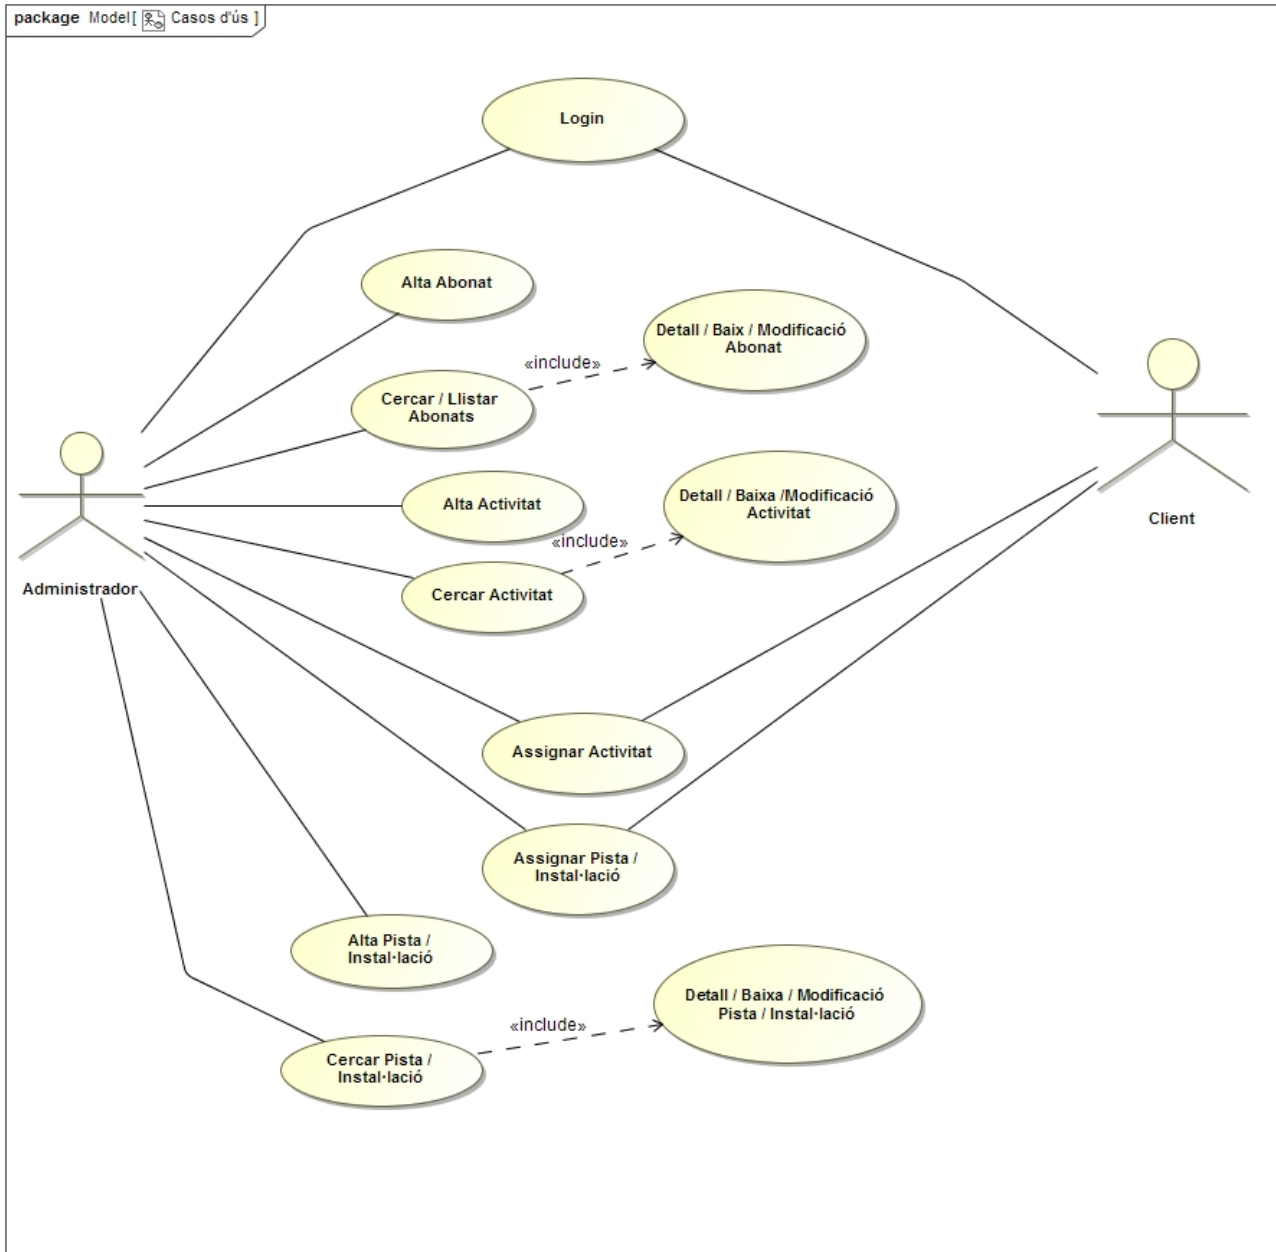 package Model[ Casos d'ús ]
Login
Alta Abonat
Detall / Baix / Modificació
Abonat
«include»
Cercar / Llistar
Abonats
Alta Activitat
Detall / Baixa /Modificació
Activitat
Client
«include»
Cercar Activitat
Administrador
Assignar Activitat
Assignar Pista /
Instal·lació
Alta Pista /
Instal·lació
Detall / Baixa / Modificació
Pista / Instal·lació
«include»
Cercar Pista /
Instal·lació